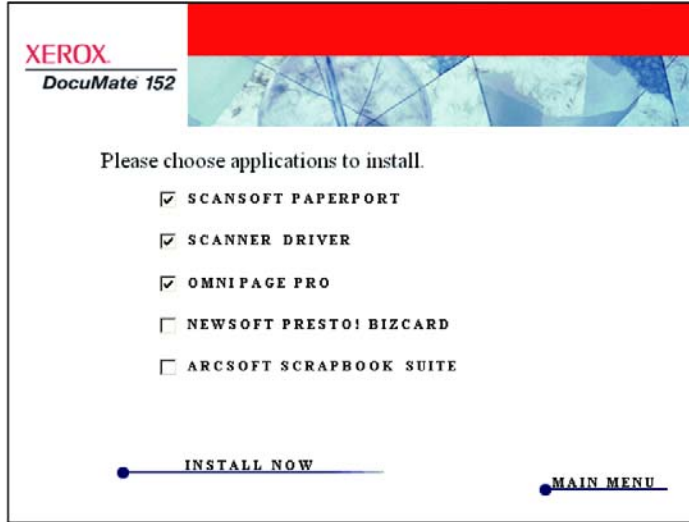 XEROX.
DocuMate 152
Please choose applications to install.
SCANSOFT PAPERPORT
SCANNER DRIVER
OMNIPAGE PRO
NEWSOFT PRESTO! BIZCARD
ARCSOFT SCRAPBOOK SUITE
INSTALL NOW
MAIN MENU